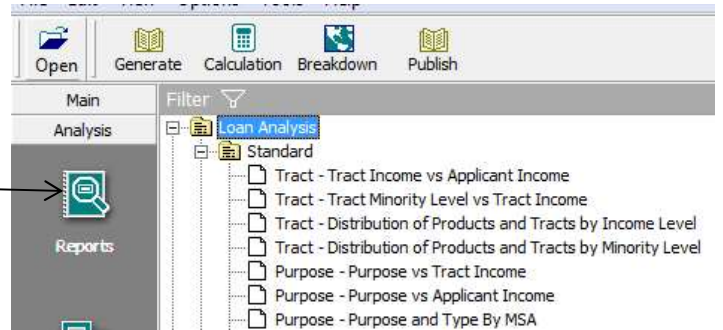 Open Generate Calculation Breakdown Publish
Main
Filter
Analysis
Loan Analysis
Standard
Tract - Tract Income vs Applicant Income
Tract - Tract Minority Level vs Tract Income
Tract - Distribution of Products and Tracts by Income Level
Reports
Tract - Distribution of Products and Tracts by Minority Level
Purpose - Purpose vs Tract Income
Purpose - Purpose vs Applicant Income
Purpose - Purpose and Type By MSA